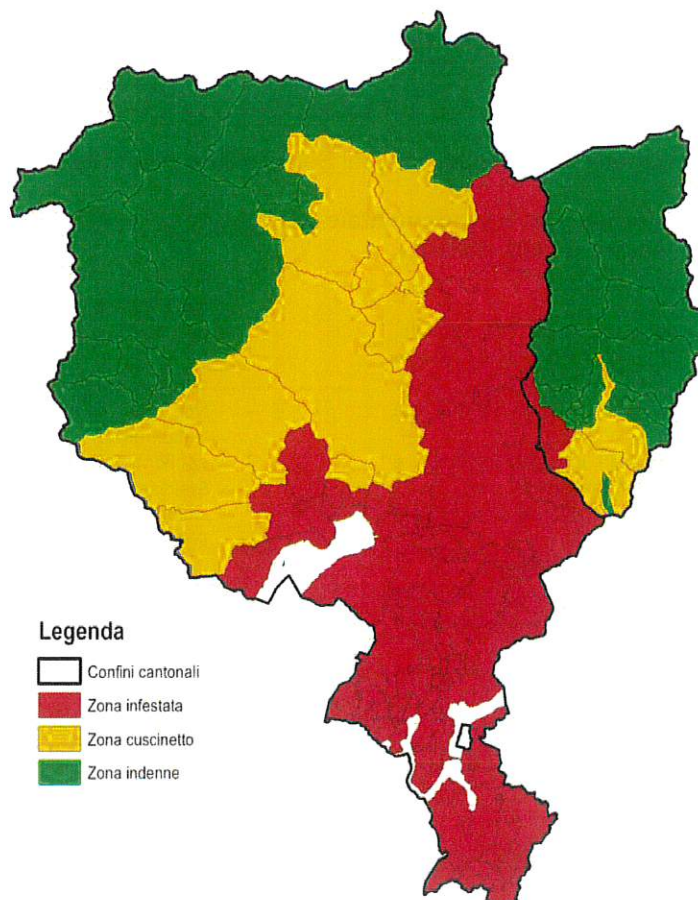 Legenda
Confini cantonali
Zona infestata
Zona cuscinetto
Zona indenne